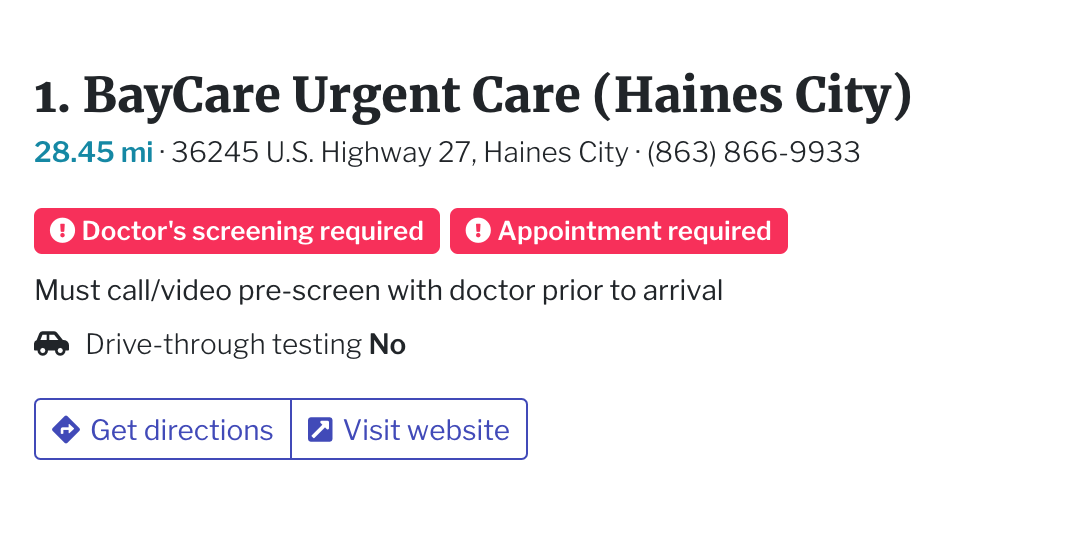 1. BayCare Urgent Care (Haines City)
28.45 mi · 36245 U.S. Highway 27, Haines City · (863) 866-9933
Doctor's screening required Appointment required
Must call/video pre-screen with doctor prior to arrival
Drive-through testing No
Get directions Visit website